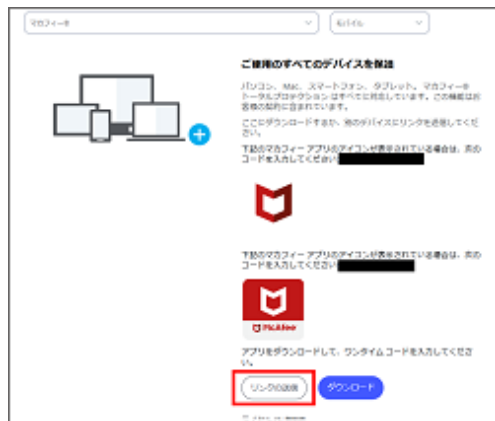 マカフィー®
モバイル
ご使用のすべてのデバイスを保護
パソコン、Mac、スマートフォン、タブレット。マカフィー®
トータルプロテクションはすべてに対応しています。この機能はお
客様の契約に含まれています。
ここにダウンロードするか、別のデバイスにリンクを送信してくだ
さい。
下記のマカフィー アプリのアイコンが表示されている場合は、次の
コードを入力してください
下記のマカフィー アプリのアイコンが表示されている場合は、次の
コードを入力してください
McAfee
アプリをダウンロードして、ワンタイム コードを入力してくださ
い。
リンクの送信
ダウンロード